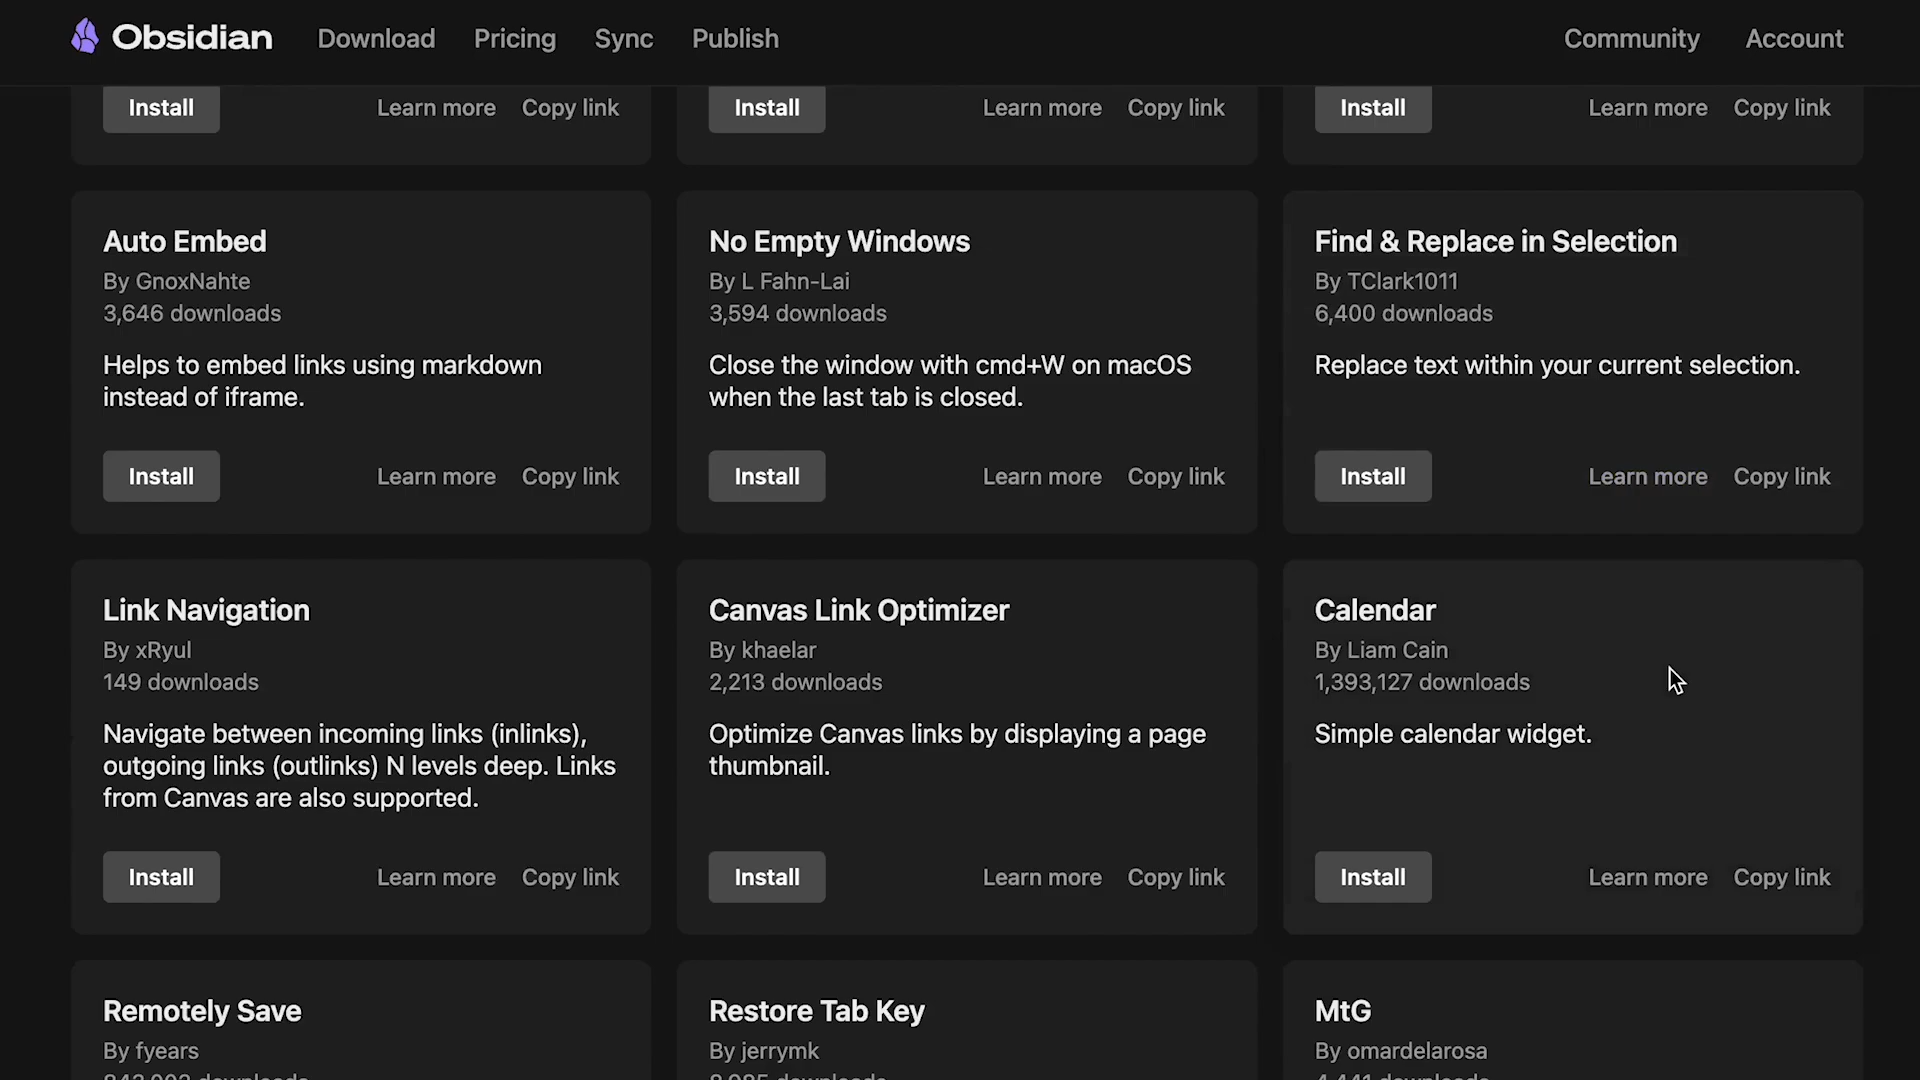 Obsidian Download Pricing Sync Publish Community Account
Install Learn more Copy link Install Learn more Copy link Install Learn more Copy link
Auto Embed
By GnoxNahte
3,646 downloads
Helps to embed links using markdown
instead of iframe.
Install Learn more Copy link
No Empty Windows
By L Fahn-Lai
3,594 downloads
Close the window with cmd+W on macOS
when the last tab is closed.
Install Learn more Copy link
Find & Replace in Selection
By TClark1011
6,400 downloads
Replace text within your current selection.
Install Learn more Copy link
Link Navigation
By xRyul
149 downloads
Navigate between incoming links (inlinks),
outgoing links (outlinks) N levels deep. Links
from Canvas are also supported.
Install Learn more Copy link
Canvas Link Optimizer
By khaelar
2,213 downloads
Optimize Canvas links by displaying a page
thumbnail.
Install Learn more Copy link
Calendar
By Liam Cain
1,393,127 downloads
Simple calendar widget.
Install Learn more Copy link
Remotely Save
By fyears
downloads
Restore Tab Key
By jerrymk
downloads
MtG
By omardelarosa
downloads